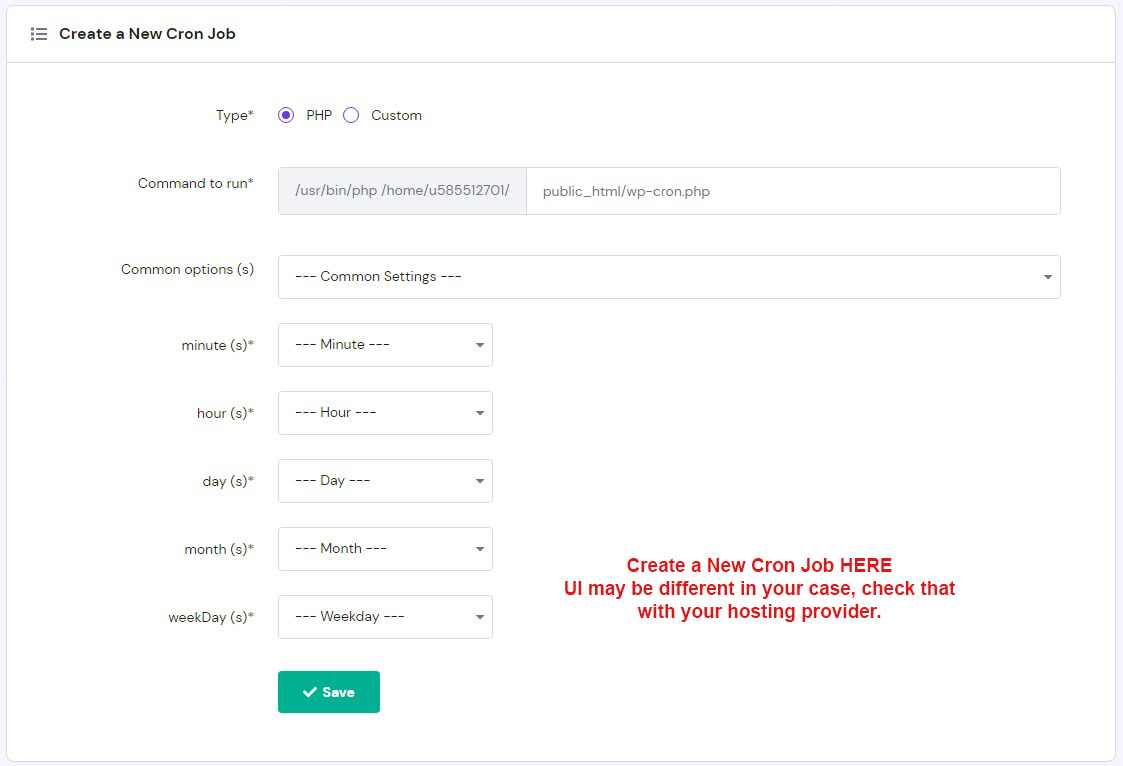 Create a New Cron Job
Type* PHP Custom
Command to run* /usr/bin/php /home/u585512701/ public_html/wp-cron.php
Common options (s) --- Common Settings ---
minute (s)* --- Minute ---
hour (s)* --- Hour ---
day (s)* --- Day ---
month (s)* --- Month ---
Create a New Cron Job HERE
UI may be different in your case, check that
with your hosting provider.
weekDay (s)* --- Weekday ---
Save